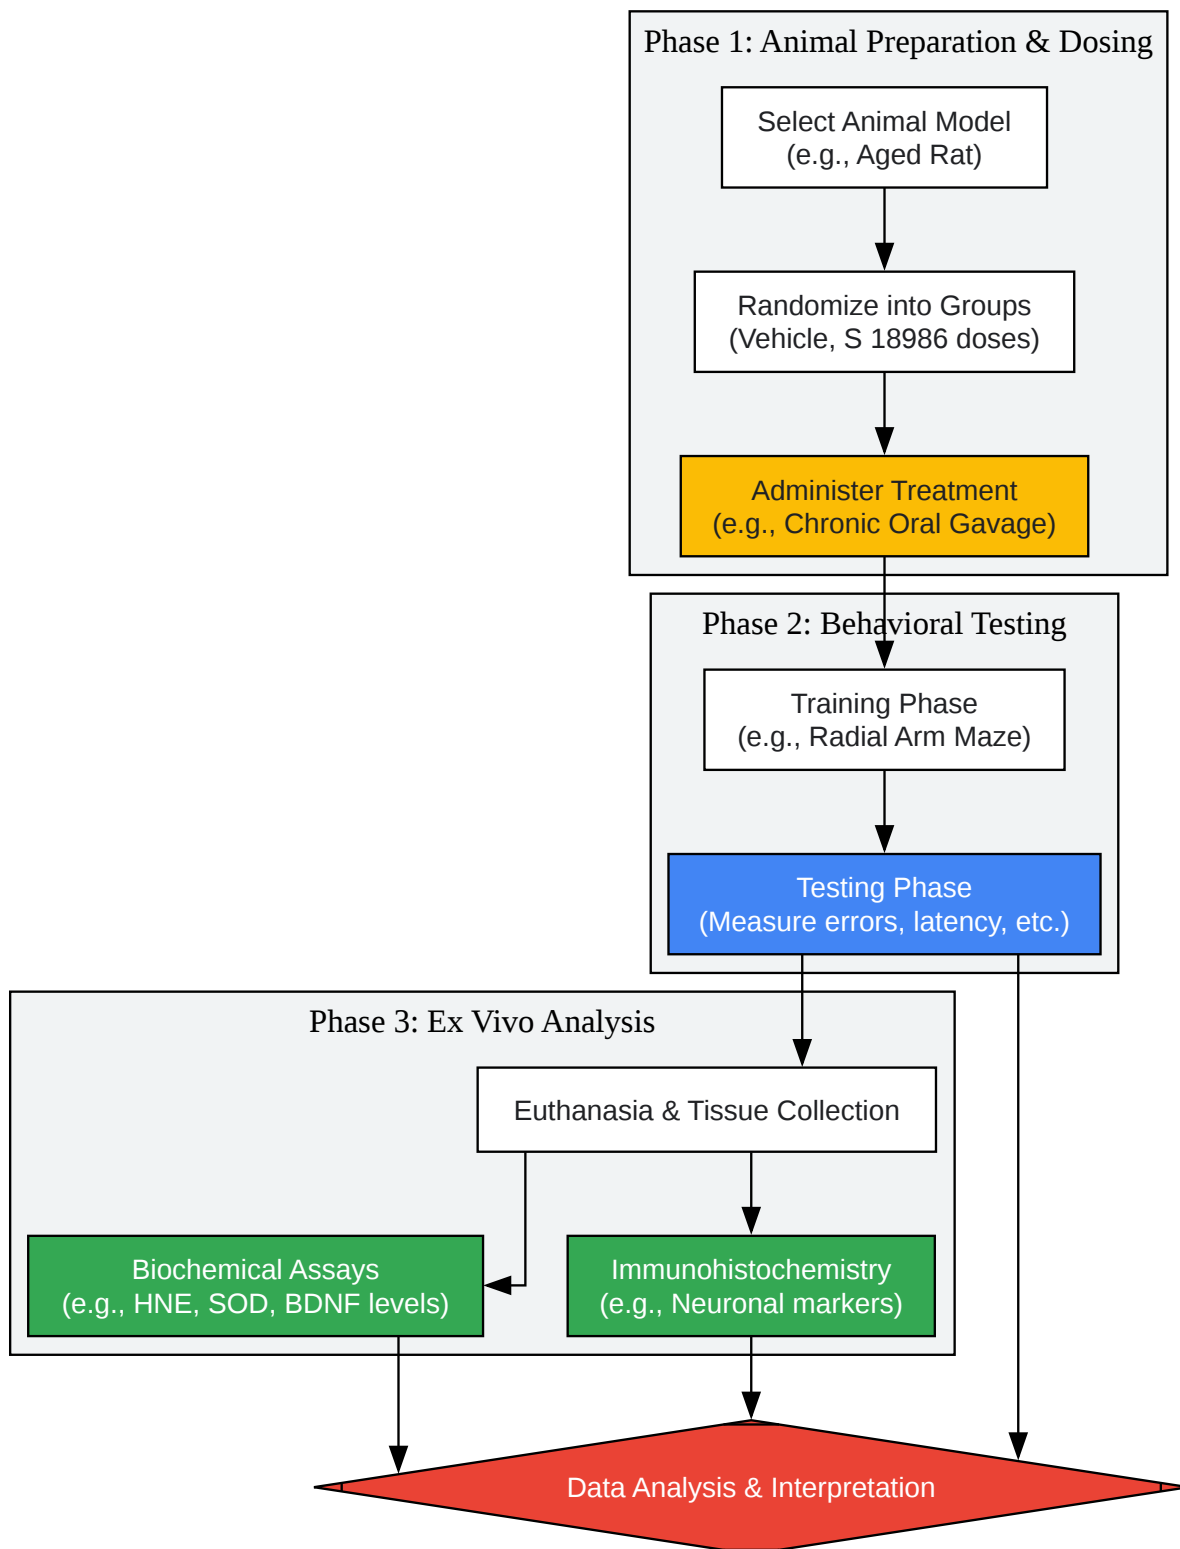 Phase 1: Animal Preparation & Dosing
Select Animal Model
(e.g., Aged Rat)
Randomize into Groups
(Vehicle, S 18986 doses)
Administer Treatment
(e.g., Chronic Oral Gavage)
Phase 2: Behavioral Testing
Training Phase
(e.g., Radial Arm Maze)
Testing Phase
(Measure errors, latency, etc.)
Phase 3: Ex Vivo Analysis
Euthanasia & Tissue Collection
Biochemical Assays
(e.g., HNE, SOD, BDNF levels)
Immunohistochemistry
(e.g., Neuronal markers)
Data Analysis & Interpretation